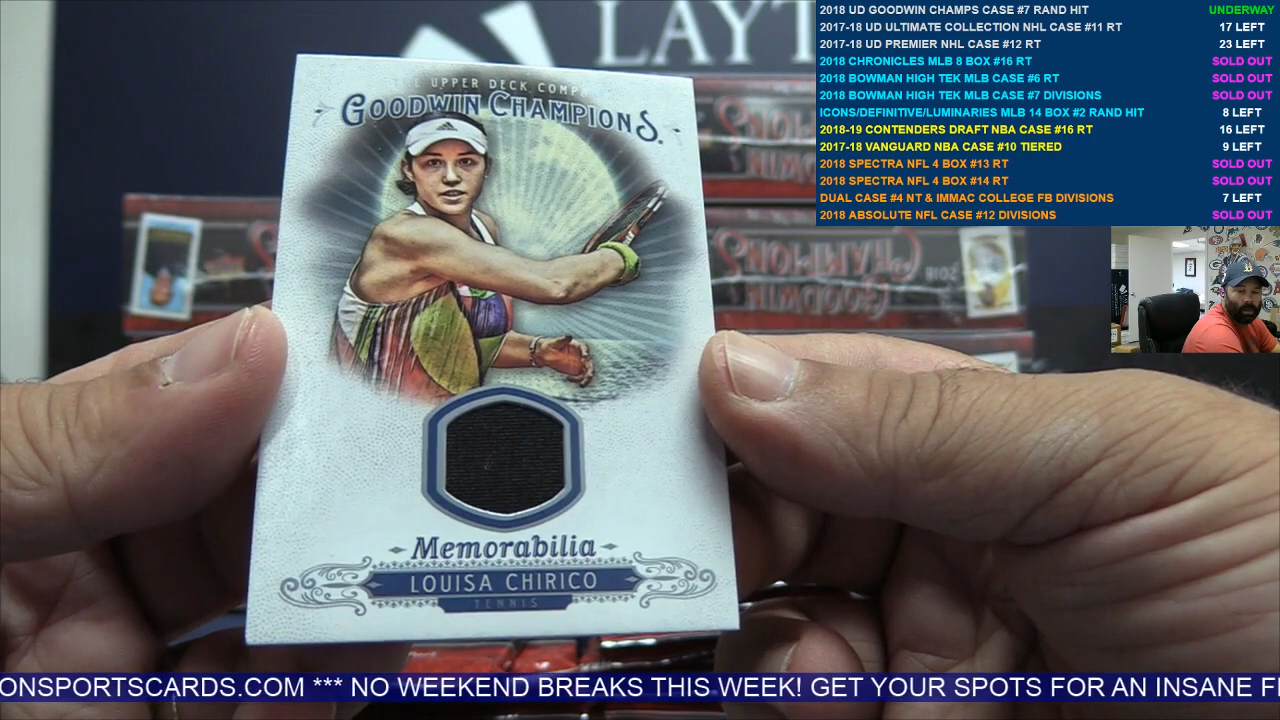 LAYT
THE UPPER DECK COMPANY
GOODWIN CHAMPIONS.
Memorabilia
LOUISA CHIRICO
TENNIS
2018 UD GOODWIN CHAMPS CASE #7 RAND HIT UNDERWAY
2017-18 UD ULTIMATE COLLECTION NHL CASE #11 RT 17 LEFT
2017-18 UD PREMIER NHL CASE #12 RT 23 LEFT
2018 CHRONICLES MLB 8 BOX #16 RT SOLD OUT
2018 BOWMAN HIGH TEK MLB CASE #6 RT SOLD OUT
2018 BOWMAN HIGH TEK MLB CASE #7 DIVISIONS SOLD OUT
ICONS/DEFINITIVE/LUMINARIES MLB 14 BOX #2 RAND HIT 8 LEFT
2018-19 CONTENDERS DRAFT NBA CASE #16 RT 16 LEFT
2017-18 VANGUARD NBA CASE #10 TIERED 9 LEFT
2018 SPECTRA NFL 4 BOX #13 RT SOLD OUT
2018 SPECTRA NFL 4 BOX #14 RT SOLD OUT
DUAL CASE #4 NT & IMMAC COLLEGE FB DIVISIONS 7 LEFT
2018 ABSOLUTE NFL CASE #12 DIVISIONS SOLD OUT
GOODWIN
CHAMPIONS
2018
ONSPORTSCARDS.COM *** NO WEEKEND BREAKS THIS WEEK! GET YOUR SPOTS FOR AN INSANE